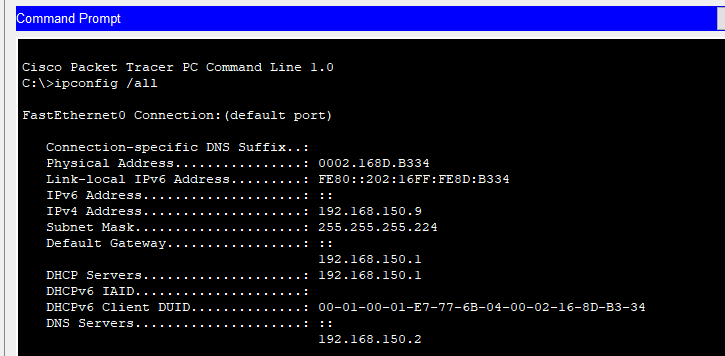 Command Prompt
Cisco Packet Tracer PC Command Line 1.0
C:\>ipconfig /all
FastEthernet0 Connection:(default port)
Connection-specific DNS Suffix..:
Physical Address................: 0002.168D.B334
Link-local IPv6 Address.........: FE80::202:16FF:FE8D:B334
IPv6 Address....................: ::
IPv4 Address....................: 192.168.150.9
Subnet Mask.....................: 255.255.255.224
Default Gateway.................: ::
192.168.150.1
DHCP Servers....................: 192.168.150.1
DHCPv6 IAID.....................:
DHCPv6 Client DUID..............: 00-01-00-01-E7-77-6B-04-00-02-16-8D-B3-34
DNS Servers.....................: ::
192.168.150.2